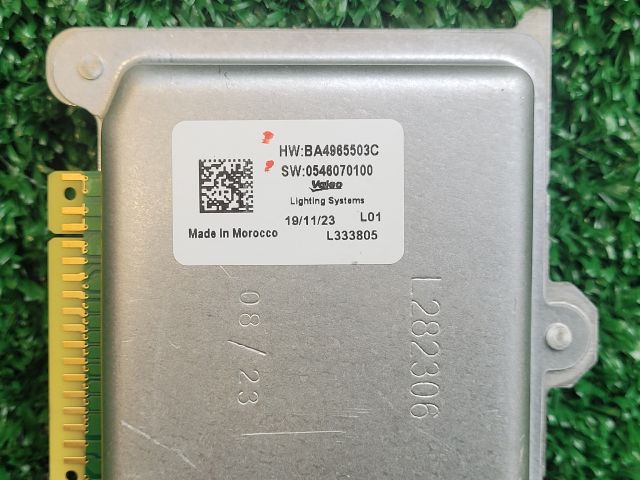 HW:BA4965503C
SW:0546070100
Valeo
Lighting Systems
19/11/23 L01
Made In Morocco L333805
L282306
08/23